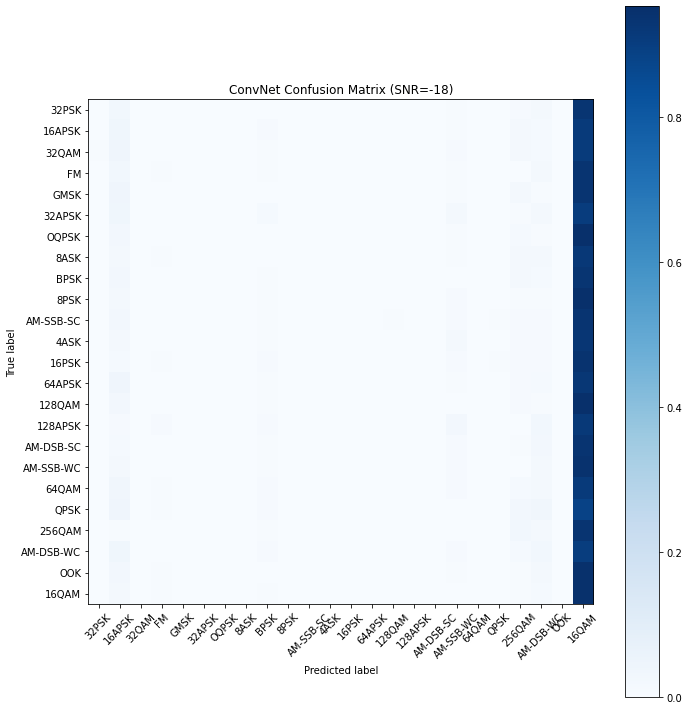 ConvNet Confusion Matrix (SNR=-18)
True label
32PSK
16APSK
32QAM
FM
GMSK
32APSK
OQPSK
8ASK
BPSK
8PSK
AM-SSB-SC
4ASK
16PSK
64APSK
128QAM
128APSK
AM-DSB-SC
AM-SSB-WC
64QAM
QPSK
256QAM
AM-DSB-WC
OOK
16QAM
32PSK
16APSK
32QAM
FM
GMSK
32APSK
OQPSK
8ASK
BPSK
8PSK
AM-SSB-SC
4ASK
16PSK
64APSK
128QAM
128APSK
AM-DSB-SC
AM-SSB-WC
64QAM
QPSK
256QAM
AM-DSB-WC
OOK
16QAM
Predicted label
0.8
0.6
0.4
0.2
0.0